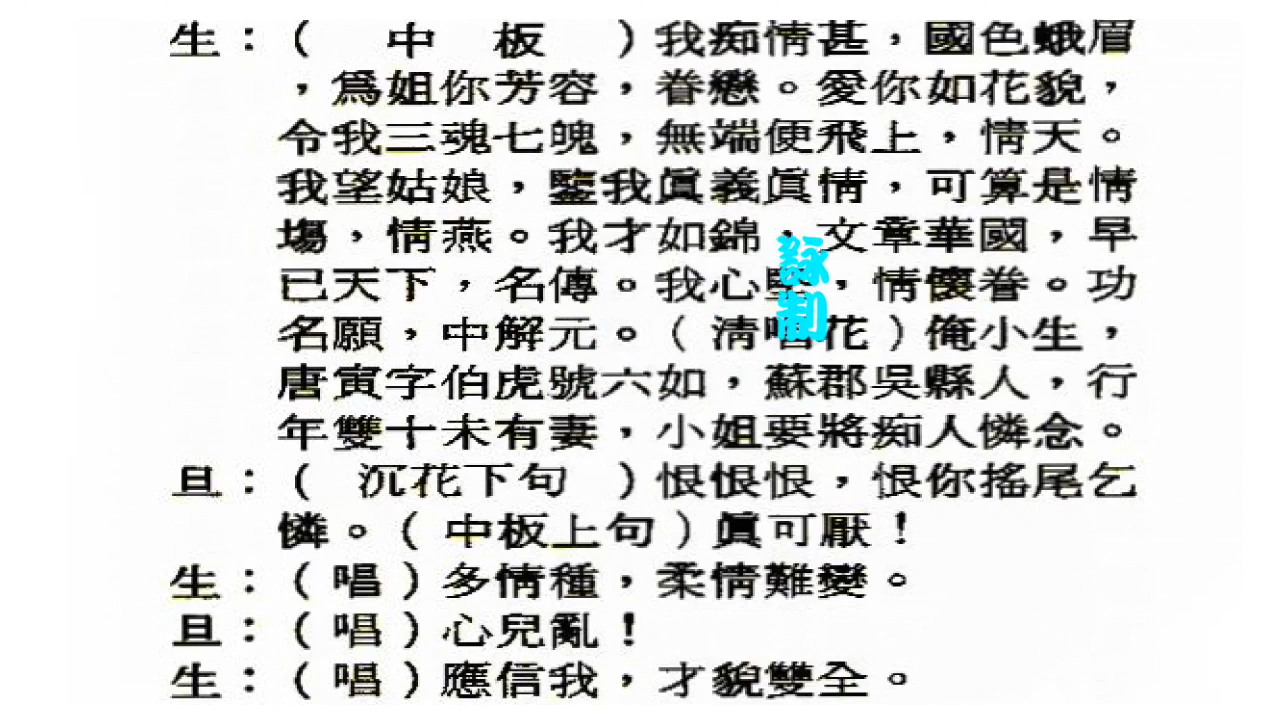 生：（　中　板　）我痴情甚，國色蛾眉
，爲姐你芳容，眷戀。愛你如花貌，
令我三魂七魄，無端便飛上，情天。
我望姑娘，鑒我眞義眞情，可算是情
塲，情燕。我才如錦，文章華國，早
已天下，名傳。我心堅，情懷眷。功
名願，中解元。（清唱花）俺小生，
唐寅字伯虎號六如，蘇郡吳縣人，行
年雙十未有妻，小姐要將痴人憐念。
旦：（　沉花下句　）恨恨恨，恨你搖尾乞
憐。（中板上句）眞可厭！
生：（唱）多情種，柔情難變。
旦：（唱）心兒亂！
生：（唱）應信我，才貌雙全。